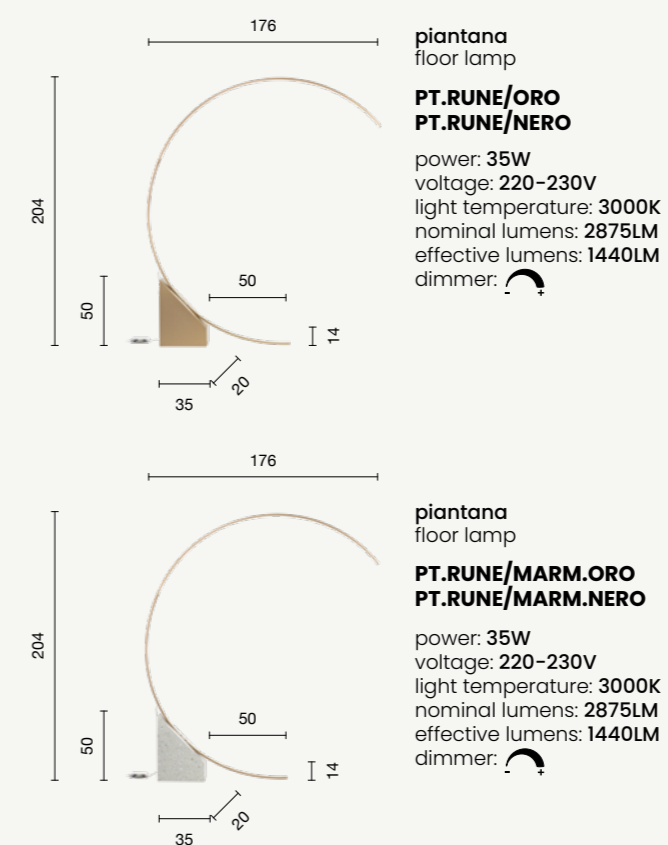 176
204
50
50
14
35
20
piantana
floor lamp
PT.RUNE/ORO
PT.RUNE/NERO
power: 35W
voltage: 220-230V
light temperature: 3000K
nominal lumens: 2875LM
effective lumens: 1440LM
dimmer:
- +
176
204
50
50
14
35
20
piantana
floor lamp
PT.RUNE/MARM.ORO
PT.RUNE/MARM.NERO
power: 35W
voltage: 220-230V
light temperature: 3000K
nominal lumens: 2875LM
effective lumens: 1440LM
dimmer:
- +